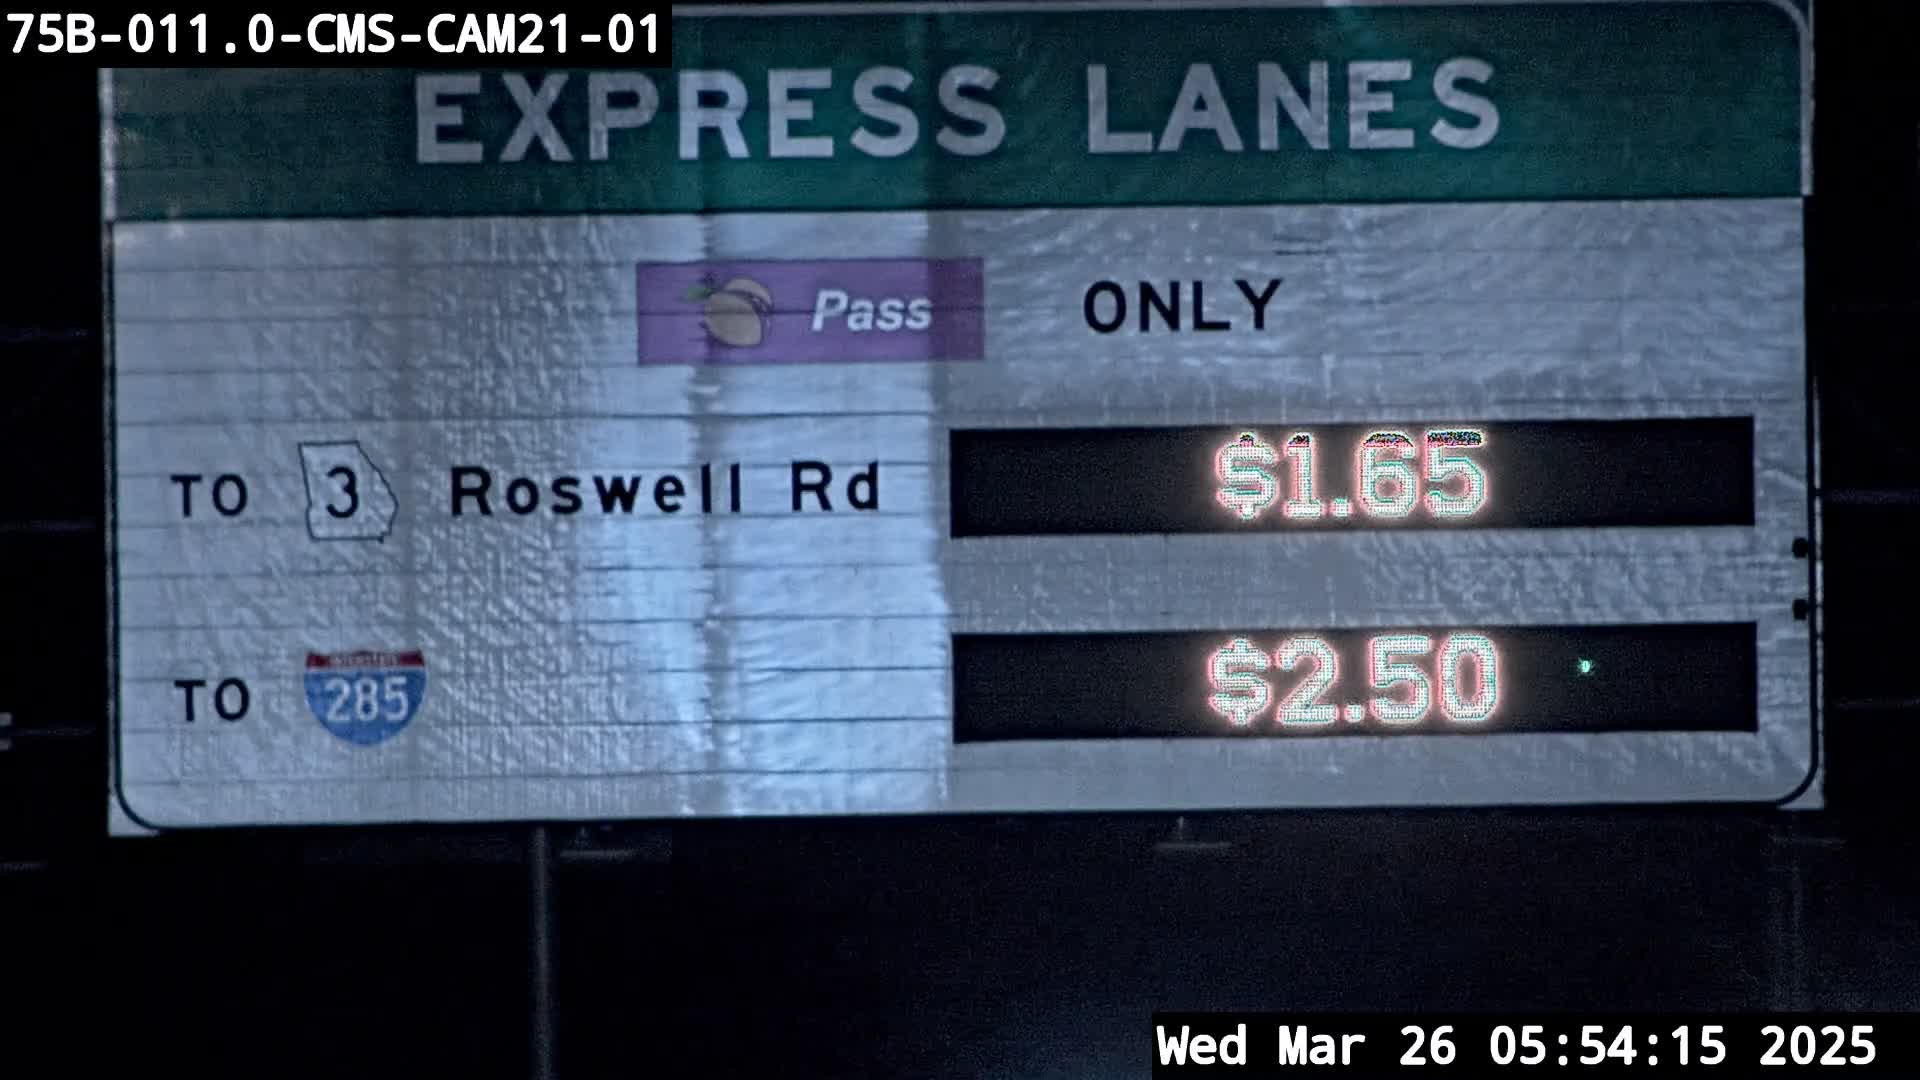 75B-011.0-CMS-CAM21-01
EXPRESS LANES
Pass ONLY
TO 3 Roswell Rd $1.65
INTERSTATE
TO 285 $2.50
Wed Mar 26 05:54:15 2025